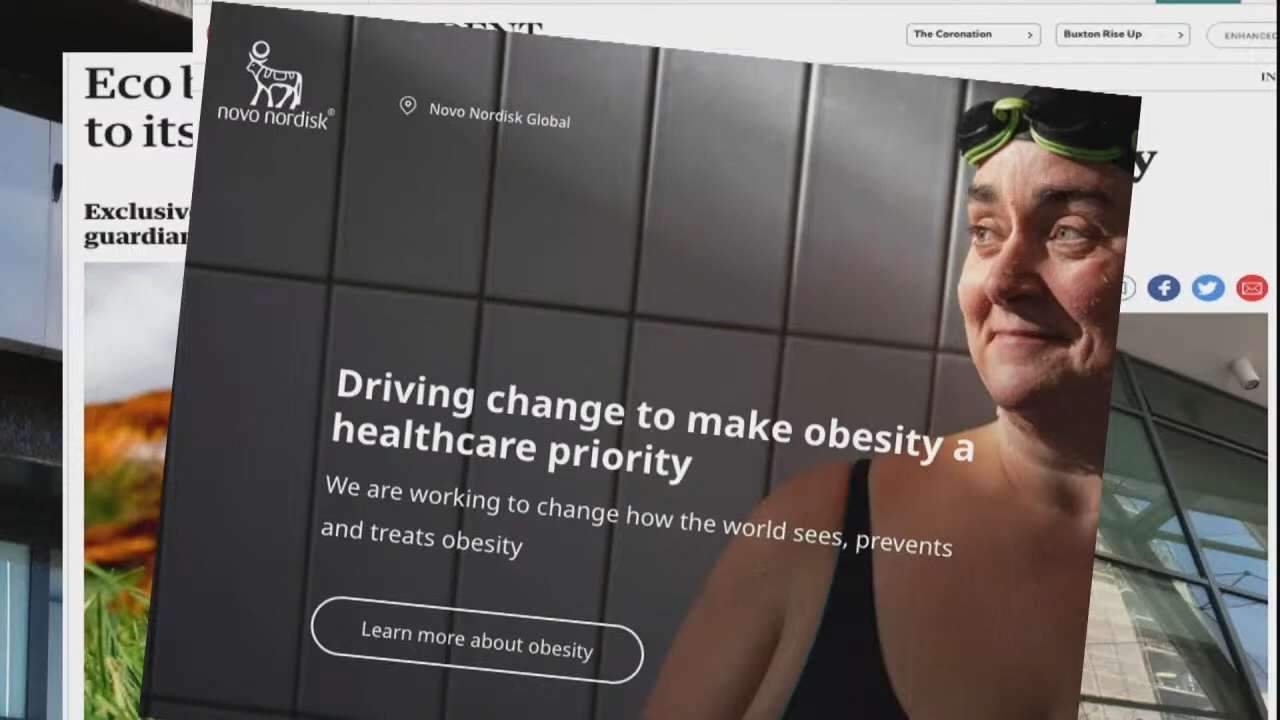 The Coronation
Buxton Rise Up
ENHANCED
Eco
to its
novo nordisk®
Novo Nordisk Global
Exclusive
guardian
Driving change to make obesity a
healthcare priority
We are working to change how the world sees, prevents
and treats obesity
Learn more about obesity